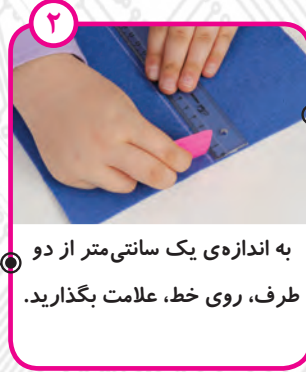 ۲
به اندازه‌ی یک سانتی‌متر از دو
طرف، روی خط، علامت بگذارید.